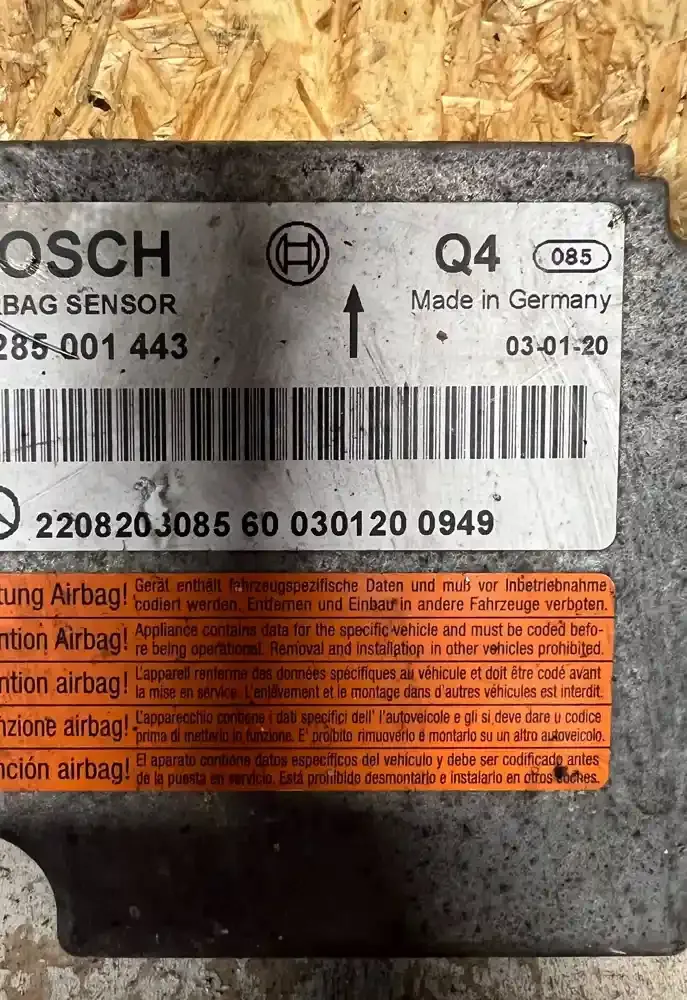 OSCH Q4 085
RBAG SENSOR Made in Germany
285 001 443 03-01-20
2208203085 60 030120 0949
tung Airbag! Gerät enthält fahrzeugspezifische Daten und muß vor Inbetriebnahme
codiert werden. Entfernen und Einbau in andere Fahrzeuge verboten.
ntion Airbag! Appliance contains data for the specific vehicle and must be coded befo-
re being operational. Removal and installation in other vehicles prohibited.
ntion airbag! L'appareil renferme des données spécifiques au véhicule et doit être codé avant
la mise en service. L'enlèvement et le montage dans d'autres véhicules est interdit.
nzione airbag! L'apparecchio contiene i dati specifici dell' l'autoveicole e gli si deve dare u codice
prima di metterlo in funzione. E' proibito rimuoverlo e montarlo su un altro autoveicolo.
nción airbag! El aparato contiene datos específicos del vehículo y debe ser codificado antes
de la puesta en servicio. Está prohibido desmontarlo e instalarlo en otros coches.